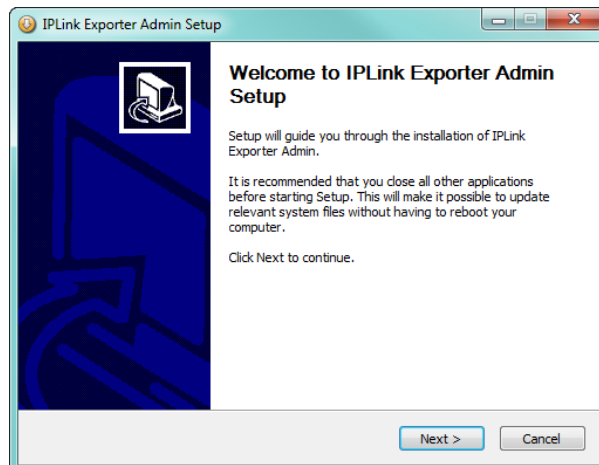 IPLink Exporter Admin Setup
Welcome to IPLink Exporter Admin
Setup
Setup will guide you through the installation of IPLink
Exporter Admin.
It is recommended that you close all other applications
before starting Setup. This will make it possible to update
relevant system files without having to reboot your
computer.
Click Next to continue.
Next >
Cancel